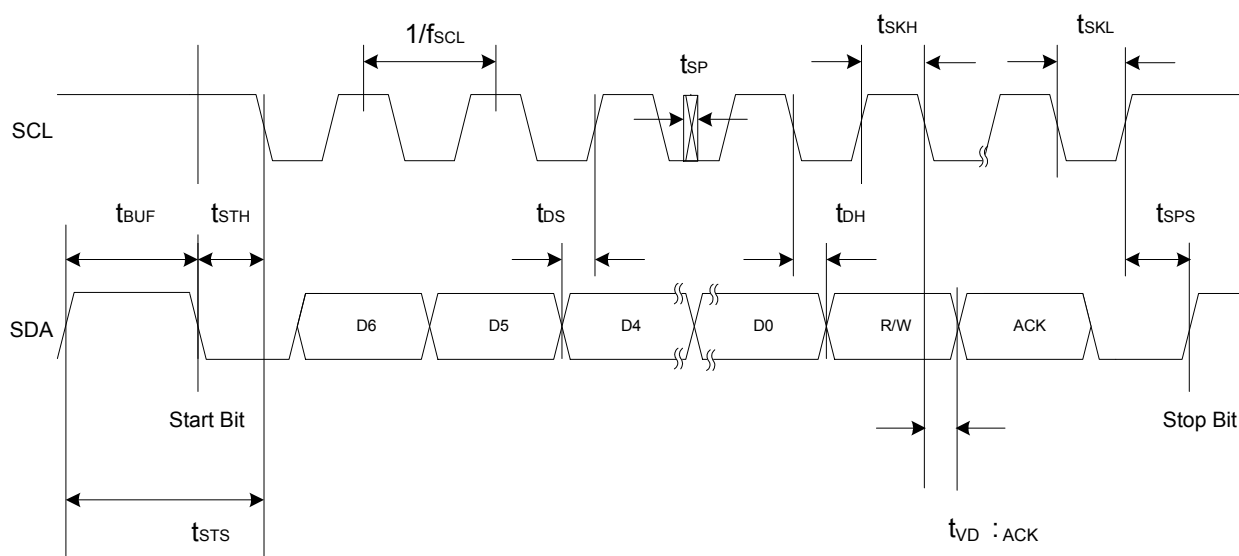 1/fSCL
tSKH
tSKL
tSP
SCL
tBUF
tSTH
tDS
tDH
tSPS
SDA
D6
D5
D4
D0
R/W
ACK
Start Bit
Stop Bit
tSTS
tVD : ACK